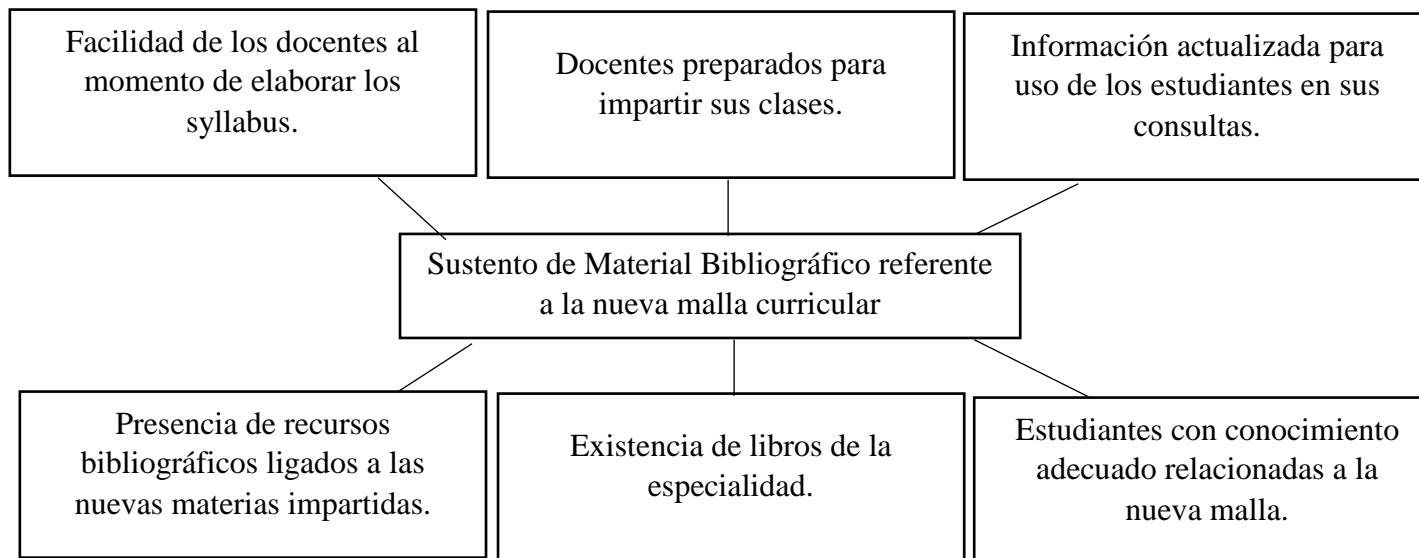 Facilidad de los docentes al
momento de elaborar los
syllabus.
Docentes preparados para
impartir sus clases.
Información actualizada para
uso de los estudiantes en sus
consultas.
Sustento de Material Bibliográfico referente
a la nueva malla curricular
Presencia de recursos
bibliográficos ligados a las
nuevas materias impartidas.
Existencia de libros de la
especialidad.
Estudiantes con conocimiento
adecuado relacionadas a la
nueva malla.